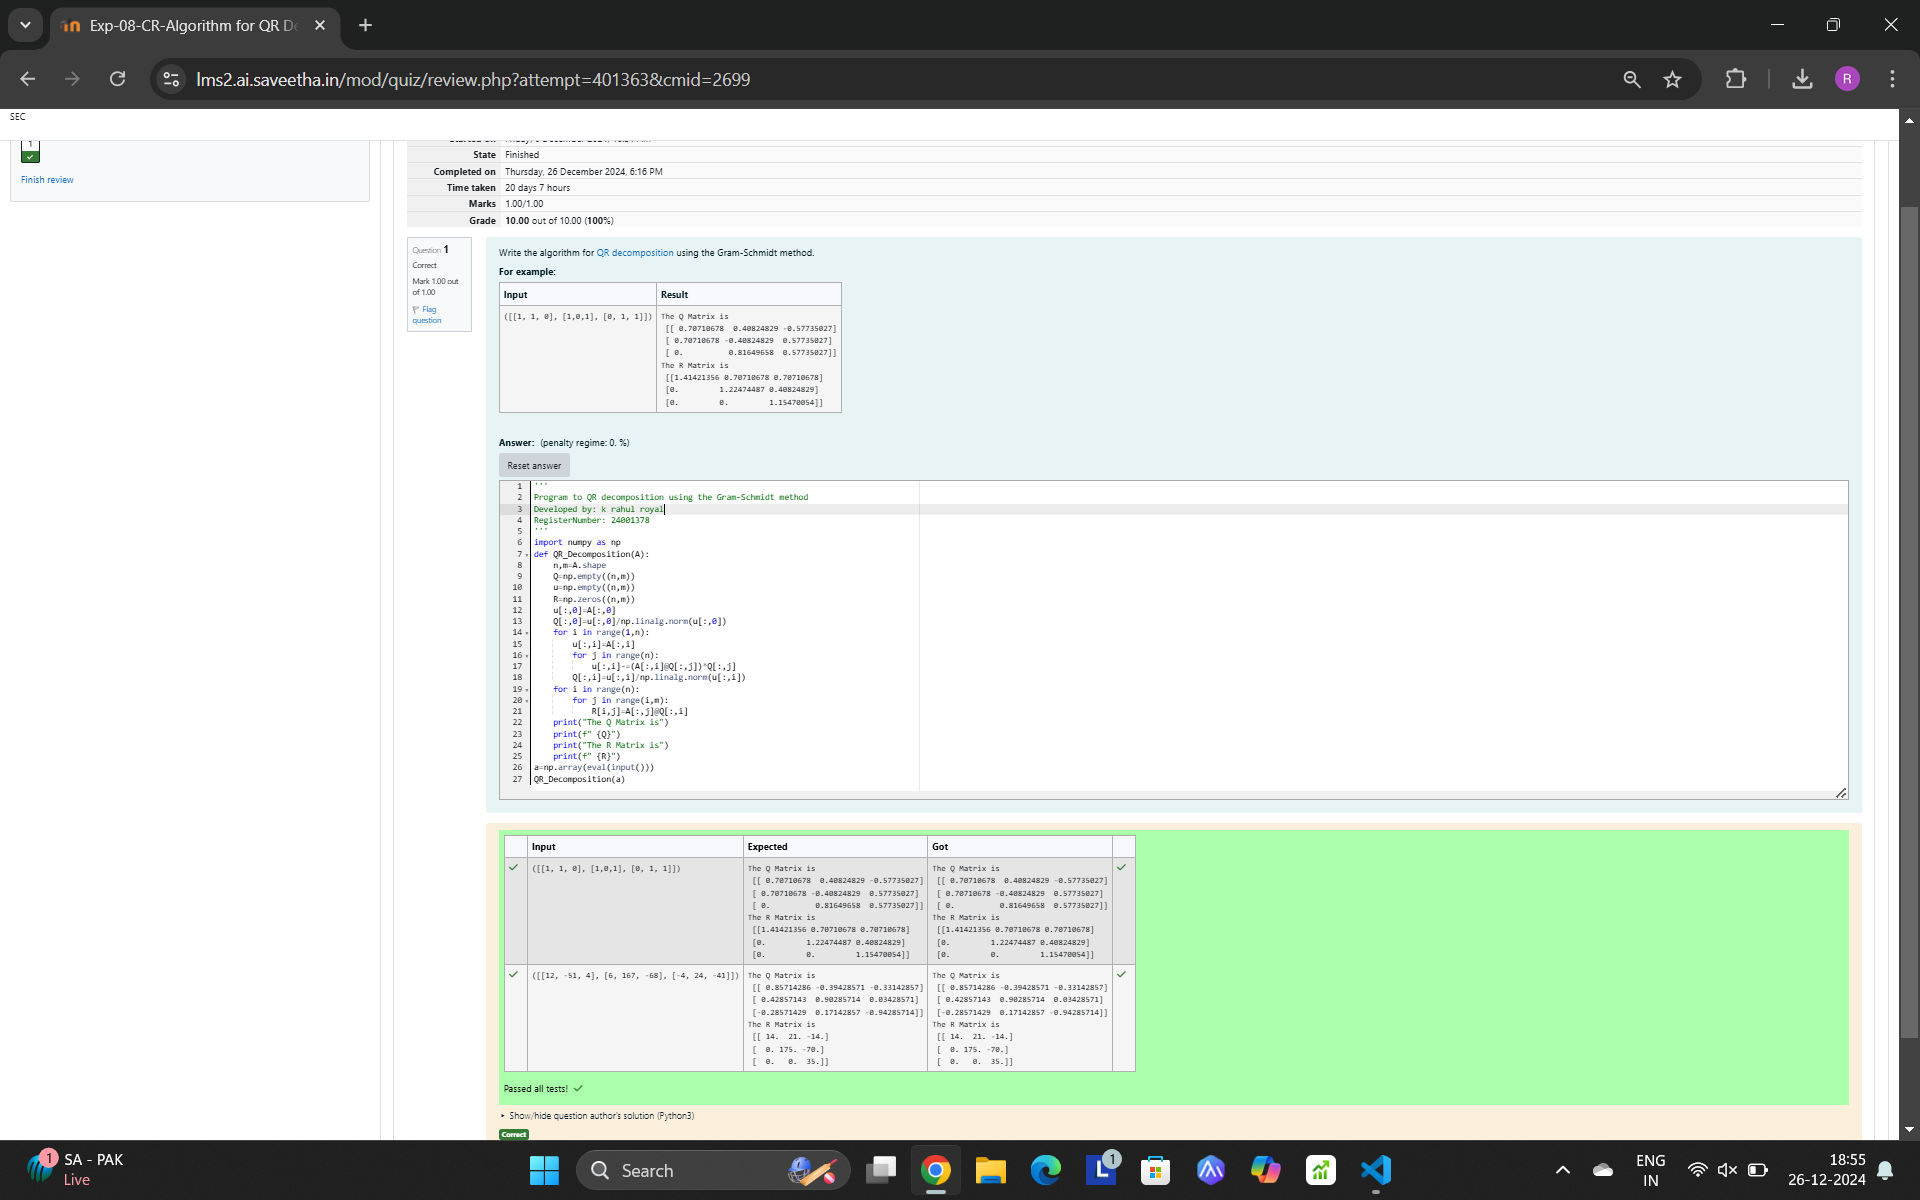 Exp-08-CR-Algorithm for QR De
lms2.ai.saveetha.in/mod/quiz/review.php?attempt=401363&cmid=2699
R
SEC
1
Finish review
State Finished
Completed on Thursday, 26 December 2024, 6:16 PM
Time taken 20 days 7 hours
Marks 1.00/1.00
Grade 10.00 out of 10.00 (100%)
Question 1
Correct
Mark 1.00 out
of 1.00
Flag
question
Write the algorithm for QR decomposition using the Gram-Schmidt method.
For example:
Input Result
([[1, 1, 0], [1,0,1], [0, 1, 1]]) The Q Matrix is
[[ 0.70710678 0.40824829 -0.57735027]
[ 0.70710678 -0.40824829 0.57735027]
[ 0. 0.81649658 0.57735027]]
The R Matrix is
[[1.41421356 0.70710678 0.70710678]
[0. 1.22474487 0.40824829]
[0. 0. 1.15470054]]
Answer: (penalty regime: 0. %)
Reset answer
1 '''
2 Program to QR decomposition using the Gram-Schmidt method
3 Developed by: k rahul royal
4 RegisterNumber: 24001378
5 '''
6 import numpy as np
7 def QR_Decomposition(A):
8 n,m=A.shape
9 Q=np.empty((n,m))
10 u=np.empty((n,m))
11 R=np.zeros((n,m))
12 u[:,0]=A[:,0]
13 Q[:,0]=u[:,0]/np.linalg.norm(u[:,0])
14 for i in range(1,n):
15 u[:,i]=A[:,i]
16 for j in range(n):
17 u[:,i]-=(A[:,i]@Q[:,j])*Q[:,j]
18 Q[:,i]=u[:,i]/np.linalg.norm(u[:,i])
19 for i in range(n):
20 for j in range(i,m):
21 R[i,j]=A[:,j]@Q[:,i]
22 print("The Q Matrix is")
23 print(f" {Q}")
24 print("The R Matrix is")
25 print(f" {R}")
26 a=np.array(eval(input()))
27 QR_Decomposition(a)
Input Expected Got
([[1, 1, 0], [1,0,1], [0, 1, 1]]) The Q Matrix is The Q Matrix is
[[ 0.70710678 0.40824829 -0.57735027] [[ 0.70710678 0.40824829 -0.57735027]
[ 0.70710678 -0.40824829 0.57735027] [ 0.70710678 -0.40824829 0.57735027]
[ 0. 0.81649658 0.57735027]] [ 0. 0.81649658 0.57735027]]
The R Matrix is The R Matrix is
[[1.41421356 0.70710678 0.70710678] [[1.41421356 0.70710678 0.70710678]
[0. 1.22474487 0.40824829] [0. 1.22474487 0.40824829]
[0. 0. 1.15470054]] [0. 0. 1.15470054]]
([[12, -51, 4], [6, 167, -68], [-4, 24, -41]]) The Q Matrix is The Q Matrix is
[[ 0.85714286 -0.39428571 -0.33142857] [[ 0.85714286 -0.39428571 -0.33142857]
[ 0.42857143 0.90285714 0.03428571] [ 0.42857143 0.90285714 0.03428571]
[-0.28571429 0.17142857 -0.94285714]] [-0.28571429 0.17142857 -0.94285714]]
The R Matrix is The R Matrix is
[[ 14. 21. -14.] [[ 14. 21. -14.]
[ 0. 175. -70.] [ 0. 175. -70.]
[ 0. 0. 35.]] [ 0. 0. 35.]]
Passed all tests!
Show/hide question author's solution (Python3)
Correct
1
SA - PAK
Live
Search
L
1
ENG
IN
18:55
26-12-2024